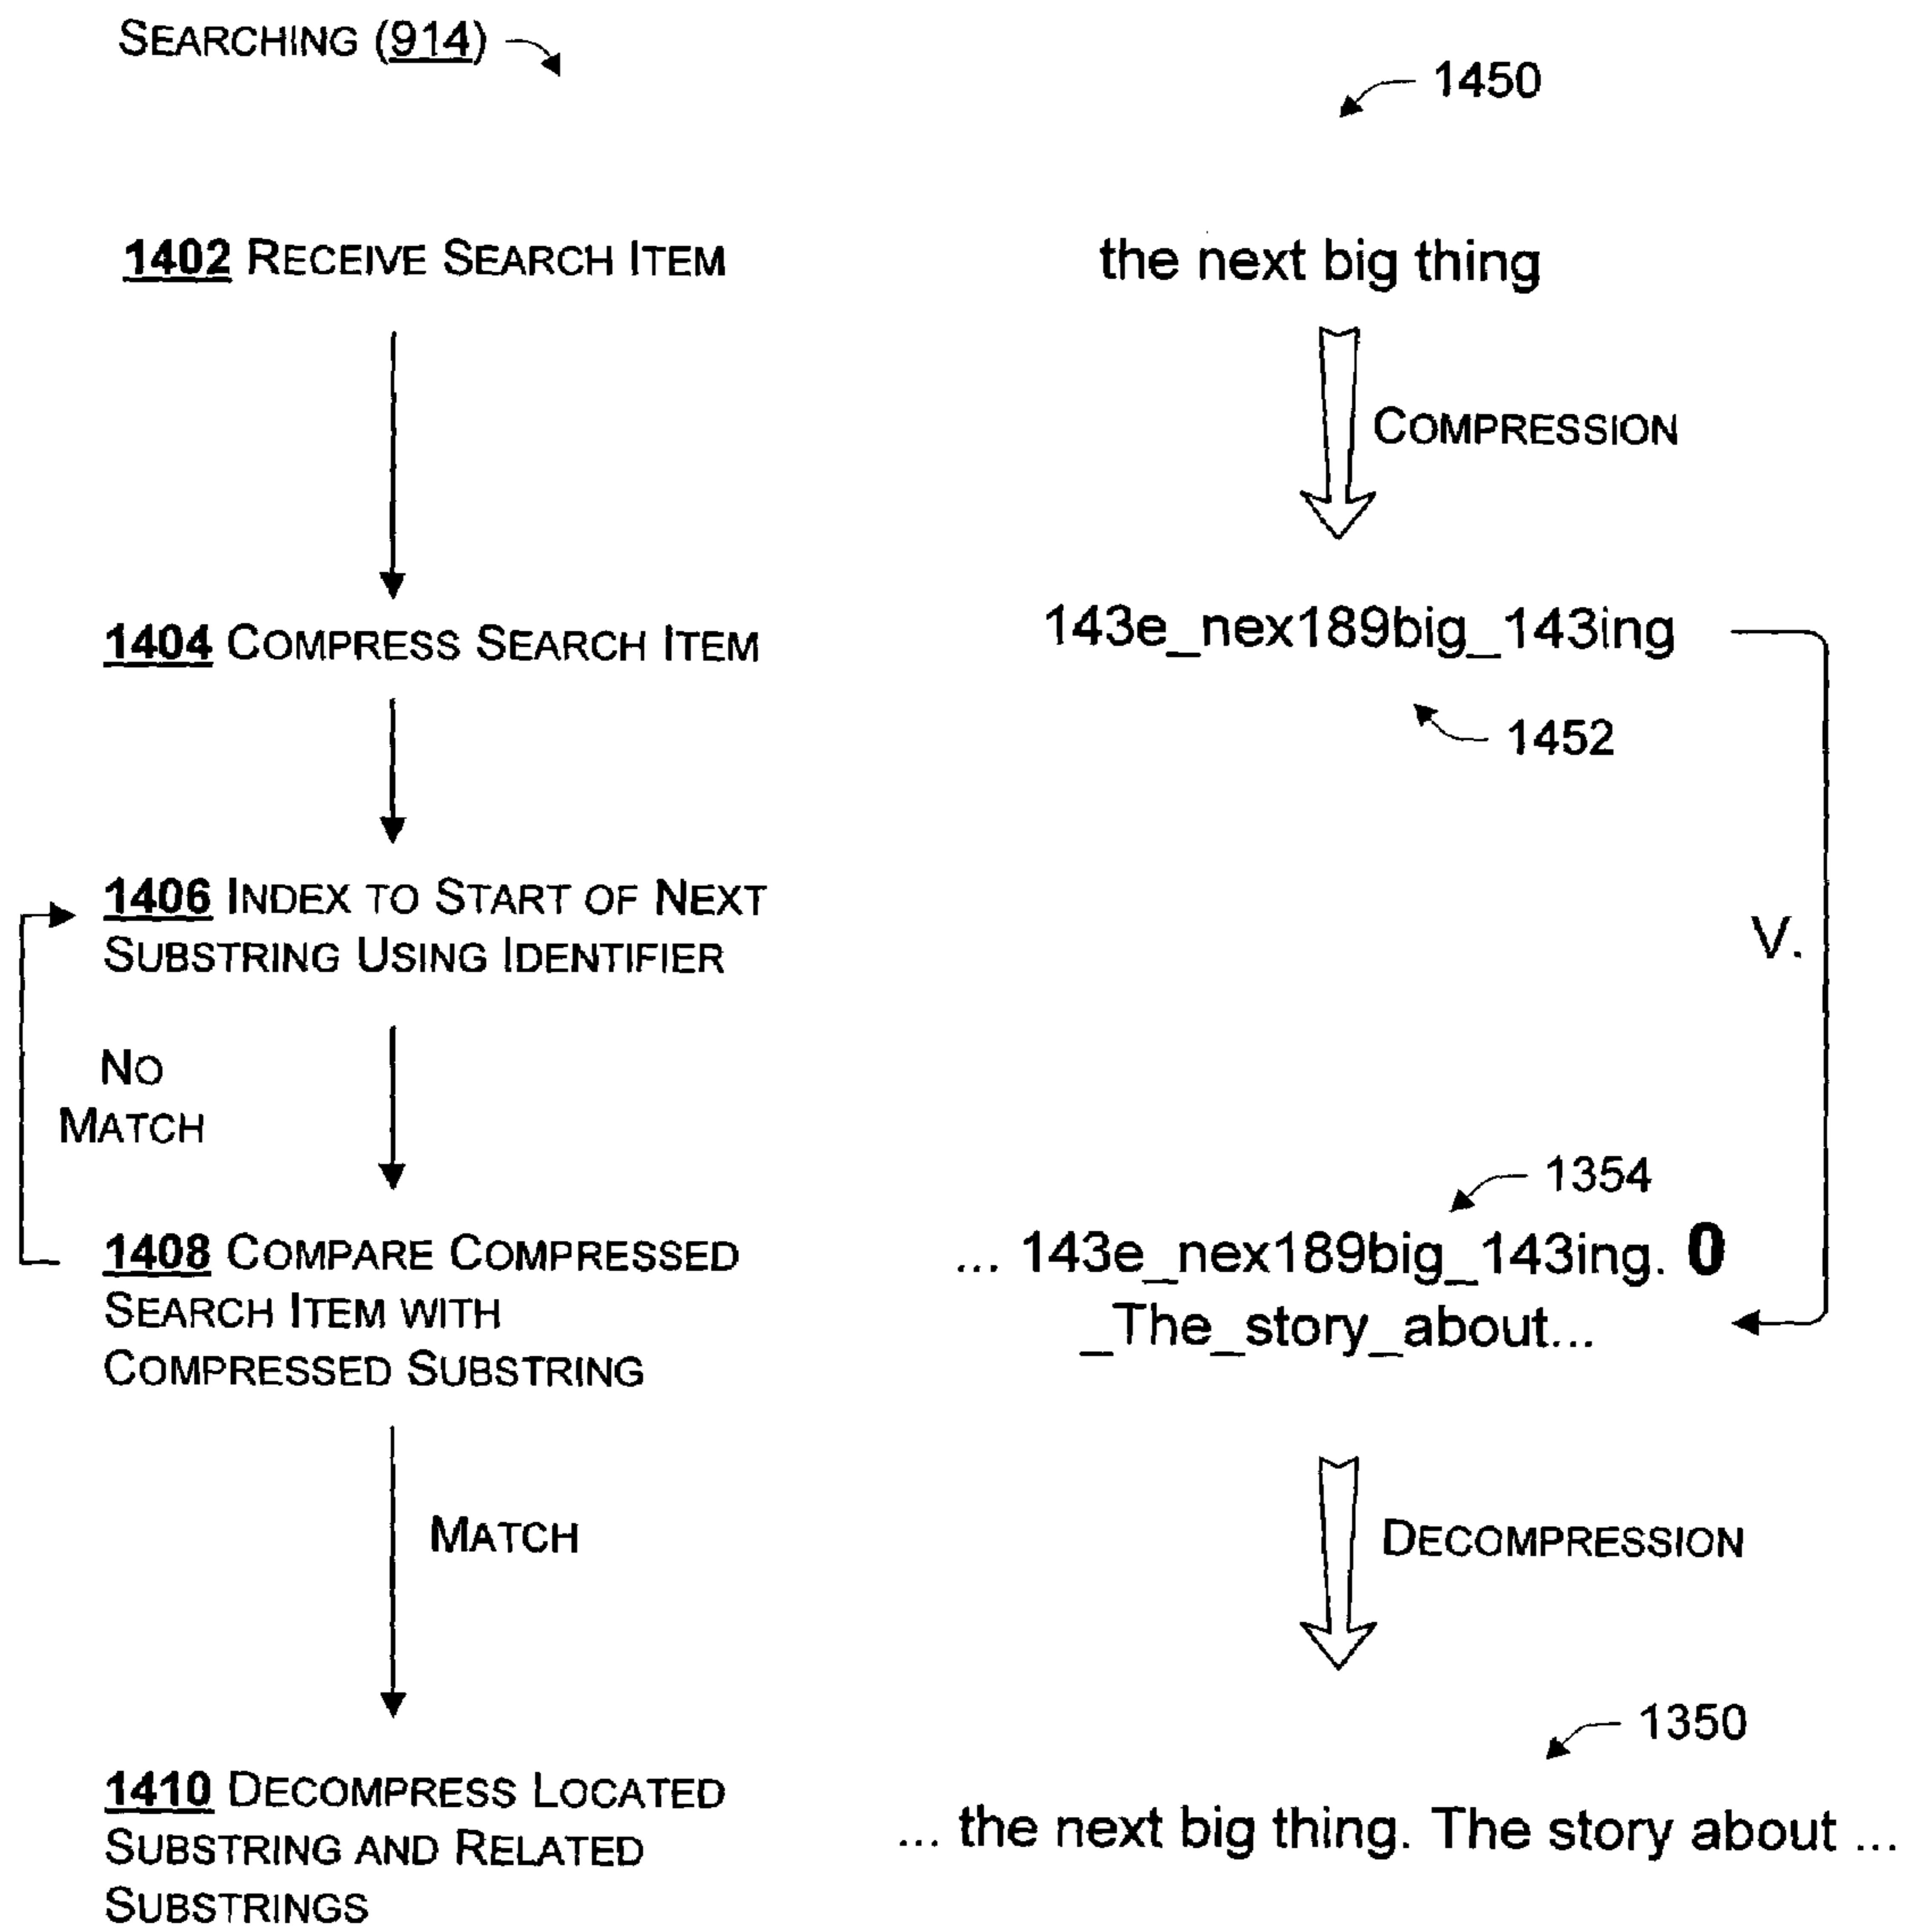 SEARCHING (914)
1450
1402 RECEIVE SEARCH ITEM
the next big thing
COMPRESSION
143e_nex189big_143ing
1404 COMPRESS SEARCH ITEM
1452
1406 INDEX TO START OF NEXT
SUBSTRING USING IDENTIFIER
V.
NO
MATCH
1354
1408 COMPARE COMPRESSED
SEARCH ITEM WITH
COMPRESSED SUBSTRING
... 143e_nex189big_143ing. 0
_The_story_about...
MATCH
DECOMPRESSION
1350
1410 DECOMPRESS LOCATED
SUBSTRING AND RELATED
SUBSTRINGS
... the next big thing. The story about ...